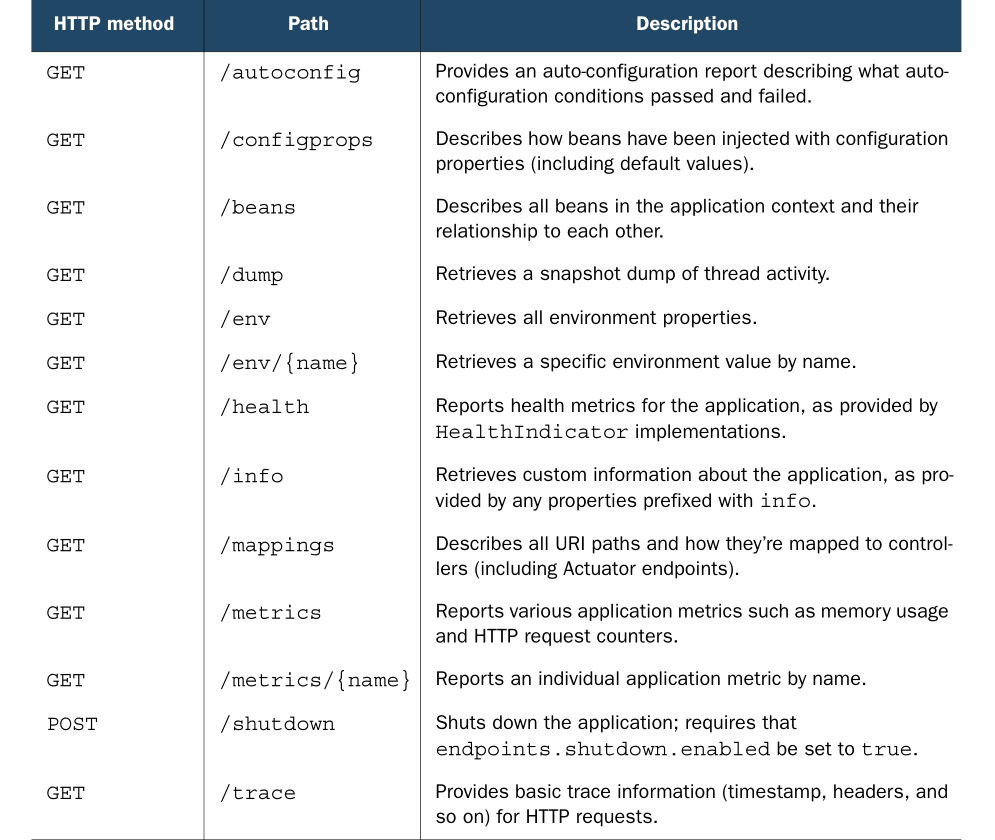 HTTP method Path Description
GET /autoconfig Provides an auto-configuration report describing what auto-
configuration conditions passed and failed.
GET /configprops Describes how beans have been injected with configuration
properties (including default values).
GET /beans Describes all beans in the application context and their
relationship to each other.
GET /dump Retrieves a snapshot dump of thread activity.
GET /env Retrieves all environment properties.
GET /env/{name} Retrieves a specific environment value by name.
GET /health Reports health metrics for the application, as provided by
HealthIndicator implementations.
GET /info Retrieves custom information about the application, as pro-
vided by any properties prefixed with info.
GET /mappings Describes all URI paths and how they're mapped to control-
lers (including Actuator endpoints).
GET /metrics Reports various application metrics such as memory usage
and HTTP request counters.
GET /metrics/{name} Reports an individual application metric by name.
POST /shutdown Shuts down the application; requires that
endpoints.shutdown.enabled be set to true.
GET /trace Provides basic trace information (timestamp, headers, and
so on) for HTTP requests.